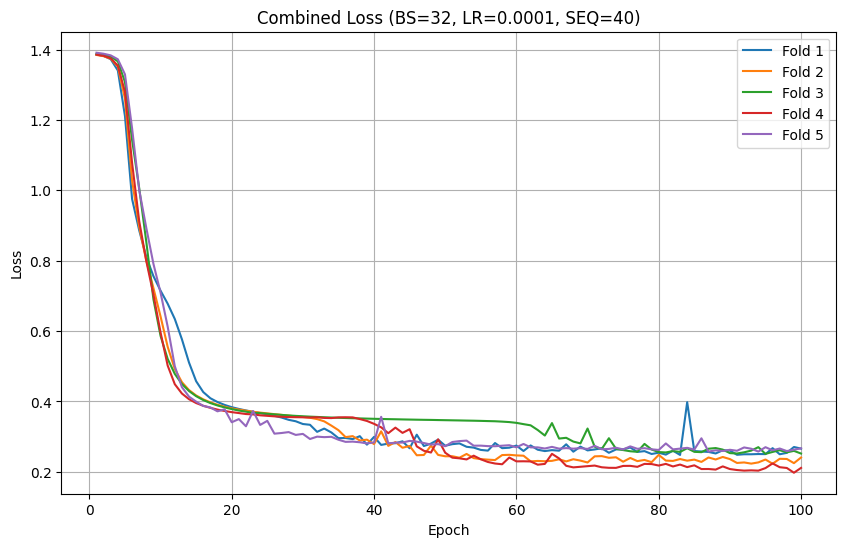 Combined Loss (BS=32, LR=0.0001, SEQ=40)
Fold 1
Fold 2
Fold 3
Fold 4
Fold 5
Loss
1.4
1.2
1.0
0.8
0.6
0.4
0.2
0 20 40 60 80 100
Epoch